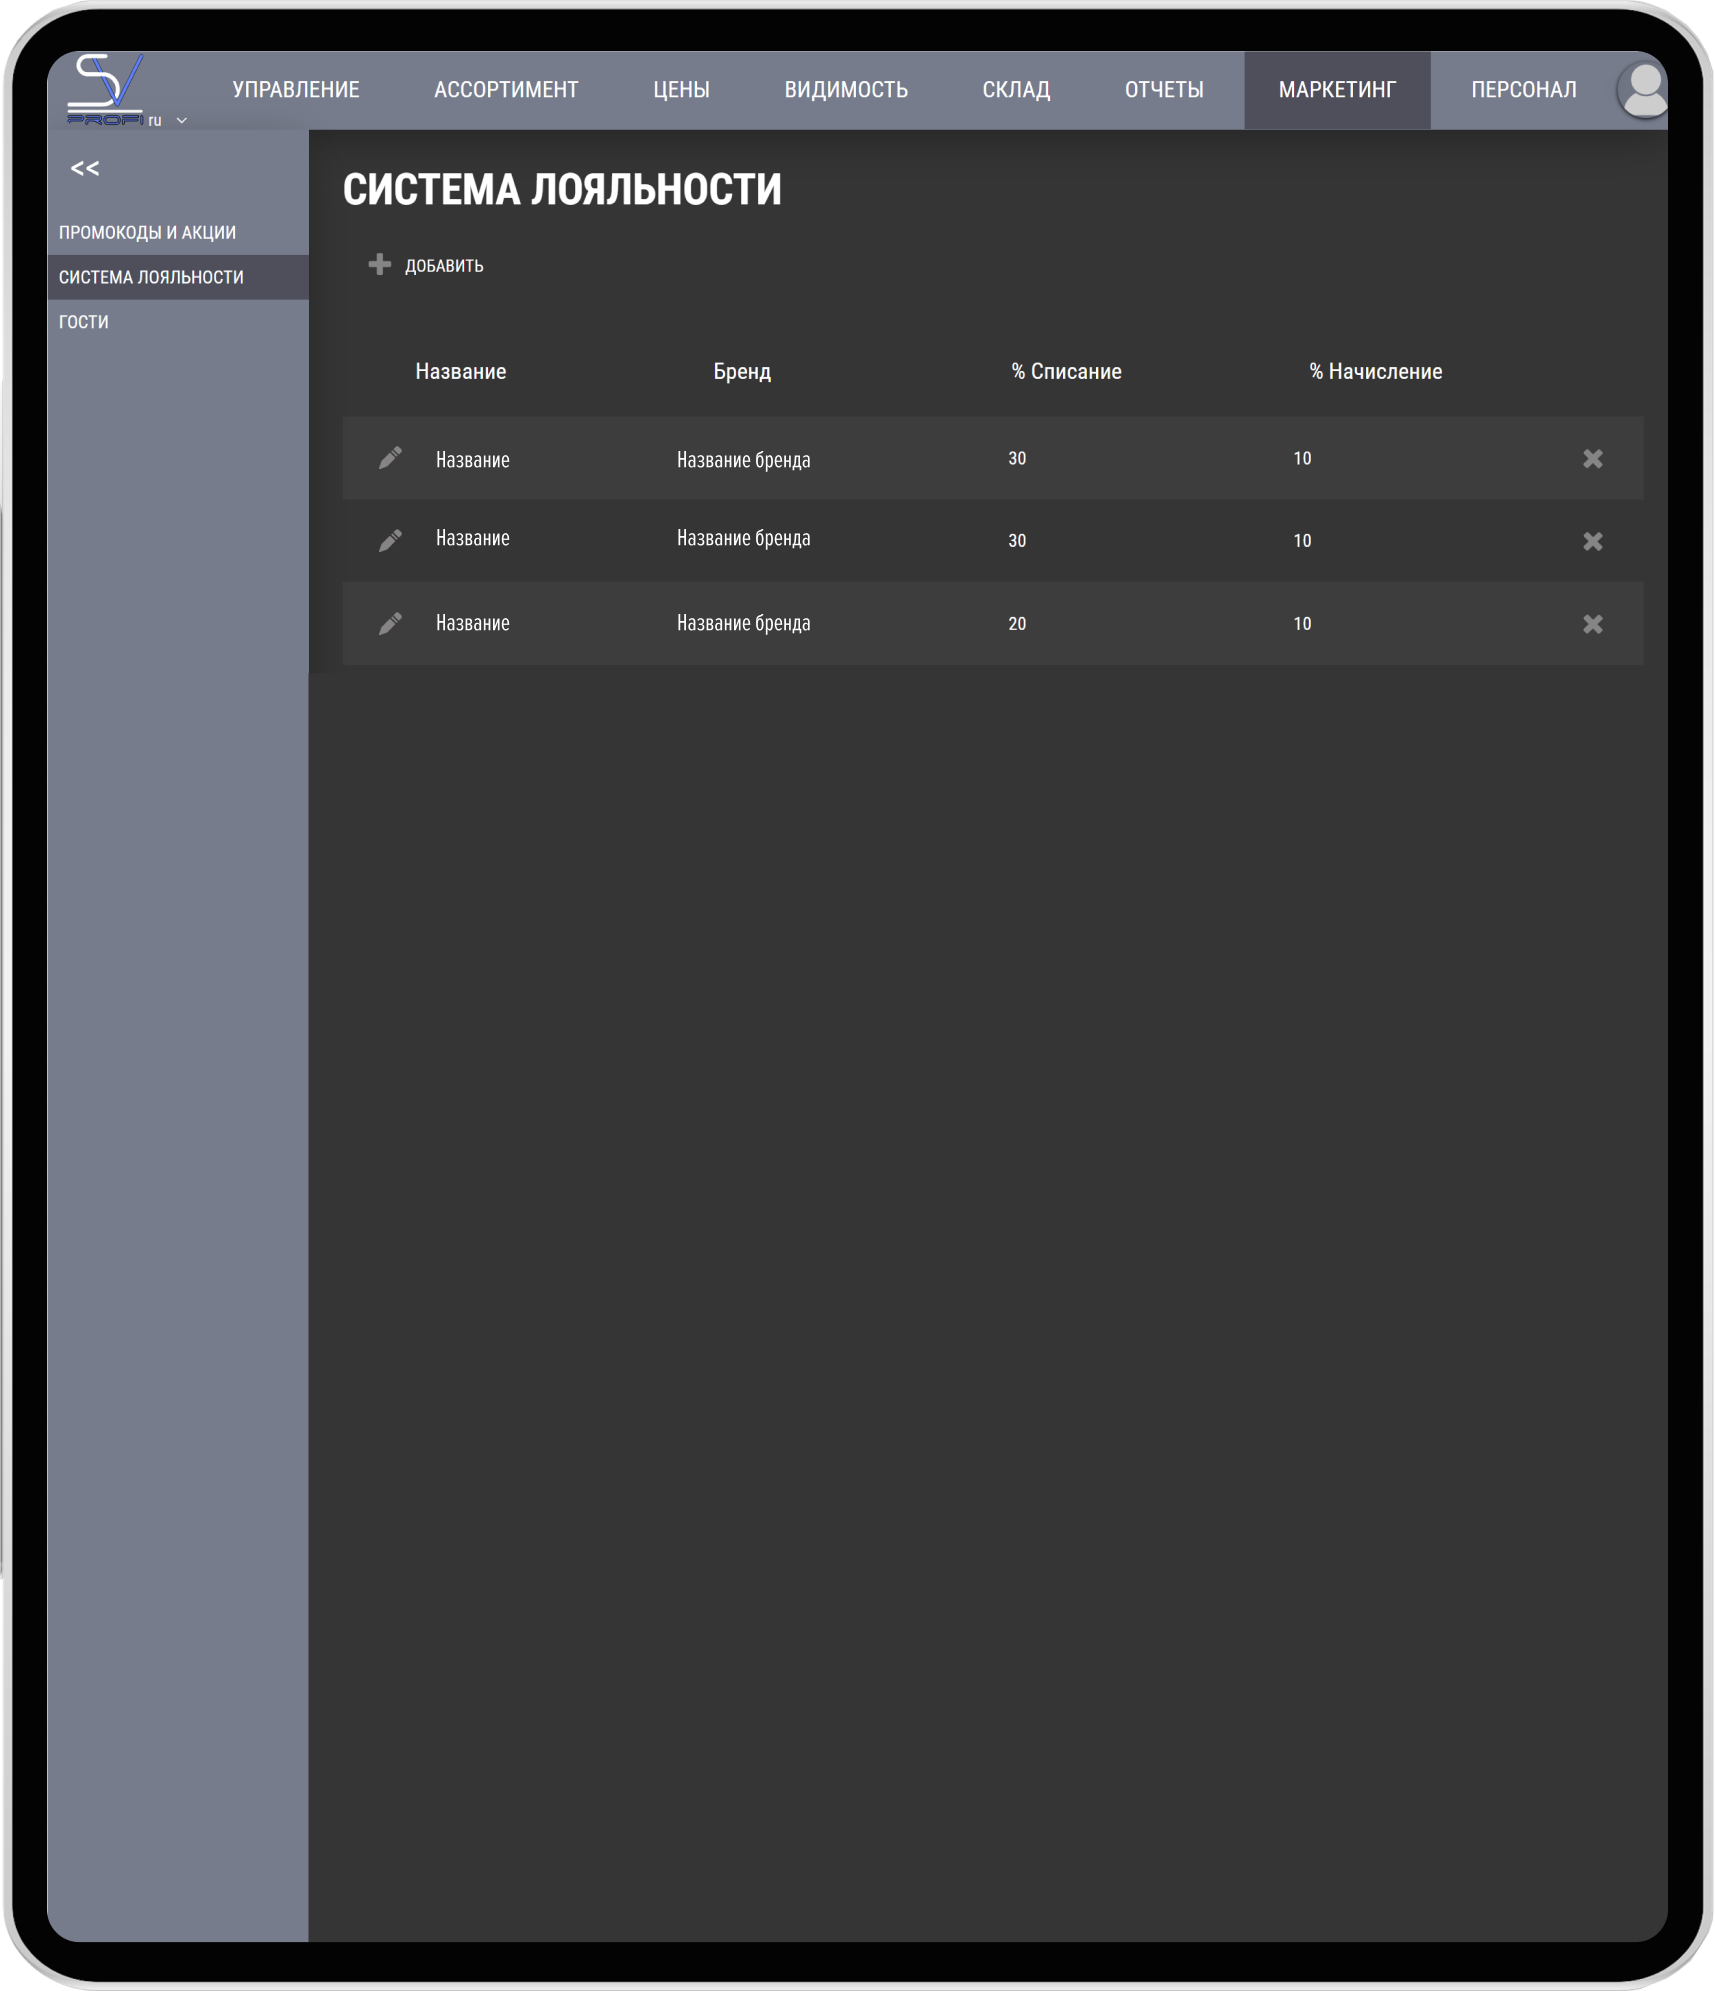 SV
PROFI ru
УПРАВЛЕНИЕ АССОРТИМЕНТ ЦЕНЫ ВИДИМОСТЬ СКЛАД ОТЧЕТЫ МАРКЕТИНГ ПЕРСОНАЛ
<<
ПРОМОКОДЫ И АКЦИИ
СИСТЕМА ЛОЯЛЬНОСТИ
ГОСТИ
СИСТЕМА ЛОЯЛЬНОСТИ
ДОБАВИТЬ
Название Бренд % Списание % Начисление
Название Название бренда 30 10
Название Название бренда 30 10
Название Название бренда 20 10